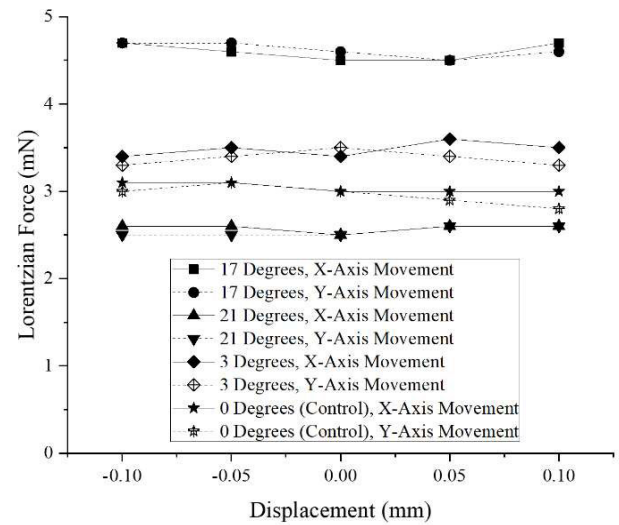 5
4
3
2
1
0
Lorentzian Force (mN)
17 Degrees, X-Axis Movement
17 Degrees, Y-Axis Movement
21 Degrees, X-Axis Movement
21 Degrees, Y-Axis Movement
3 Degrees, X-Axis Movement
3 Degrees, Y-Axis Movement
0 Degrees (Control), X-Axis Movement
0 Degrees (Control), Y-Axis Movement
-0.10 -0.05 0.00 0.05 0.10
Displacement (mm)